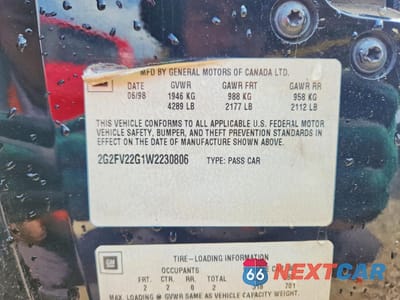 MFD BY GENERAL MOTORS OF CANADA LTD.
DATE GVWR GAWR FRT GAWR RR
06/98 1946 KG 988 KG 958 KG
4289 LB 2177 LB 2112 LB
THIS VEHICLE CONFORMS TO ALL APPLICABLE U.S. FEDERAL MOTOR
VEHICLE SAFETY, BUMPER, AND THEFT PREVENTION STANDARDS IN
EFFECT ON THE DATE OF MANUFACTURE SHOWN ABOVE.
2G2FV22G1W2230806 TYPE: PASS CAR
GM
TIRE-LOADING INFORMATION
OCCUPANTS
FRT. CTR. RR. TOTAL
2 2 0 2 318 701
MAX. LOADING @ GVWR SAME AS VEHICLE CAPACITY WEIGHT.
66 NEXTCAR